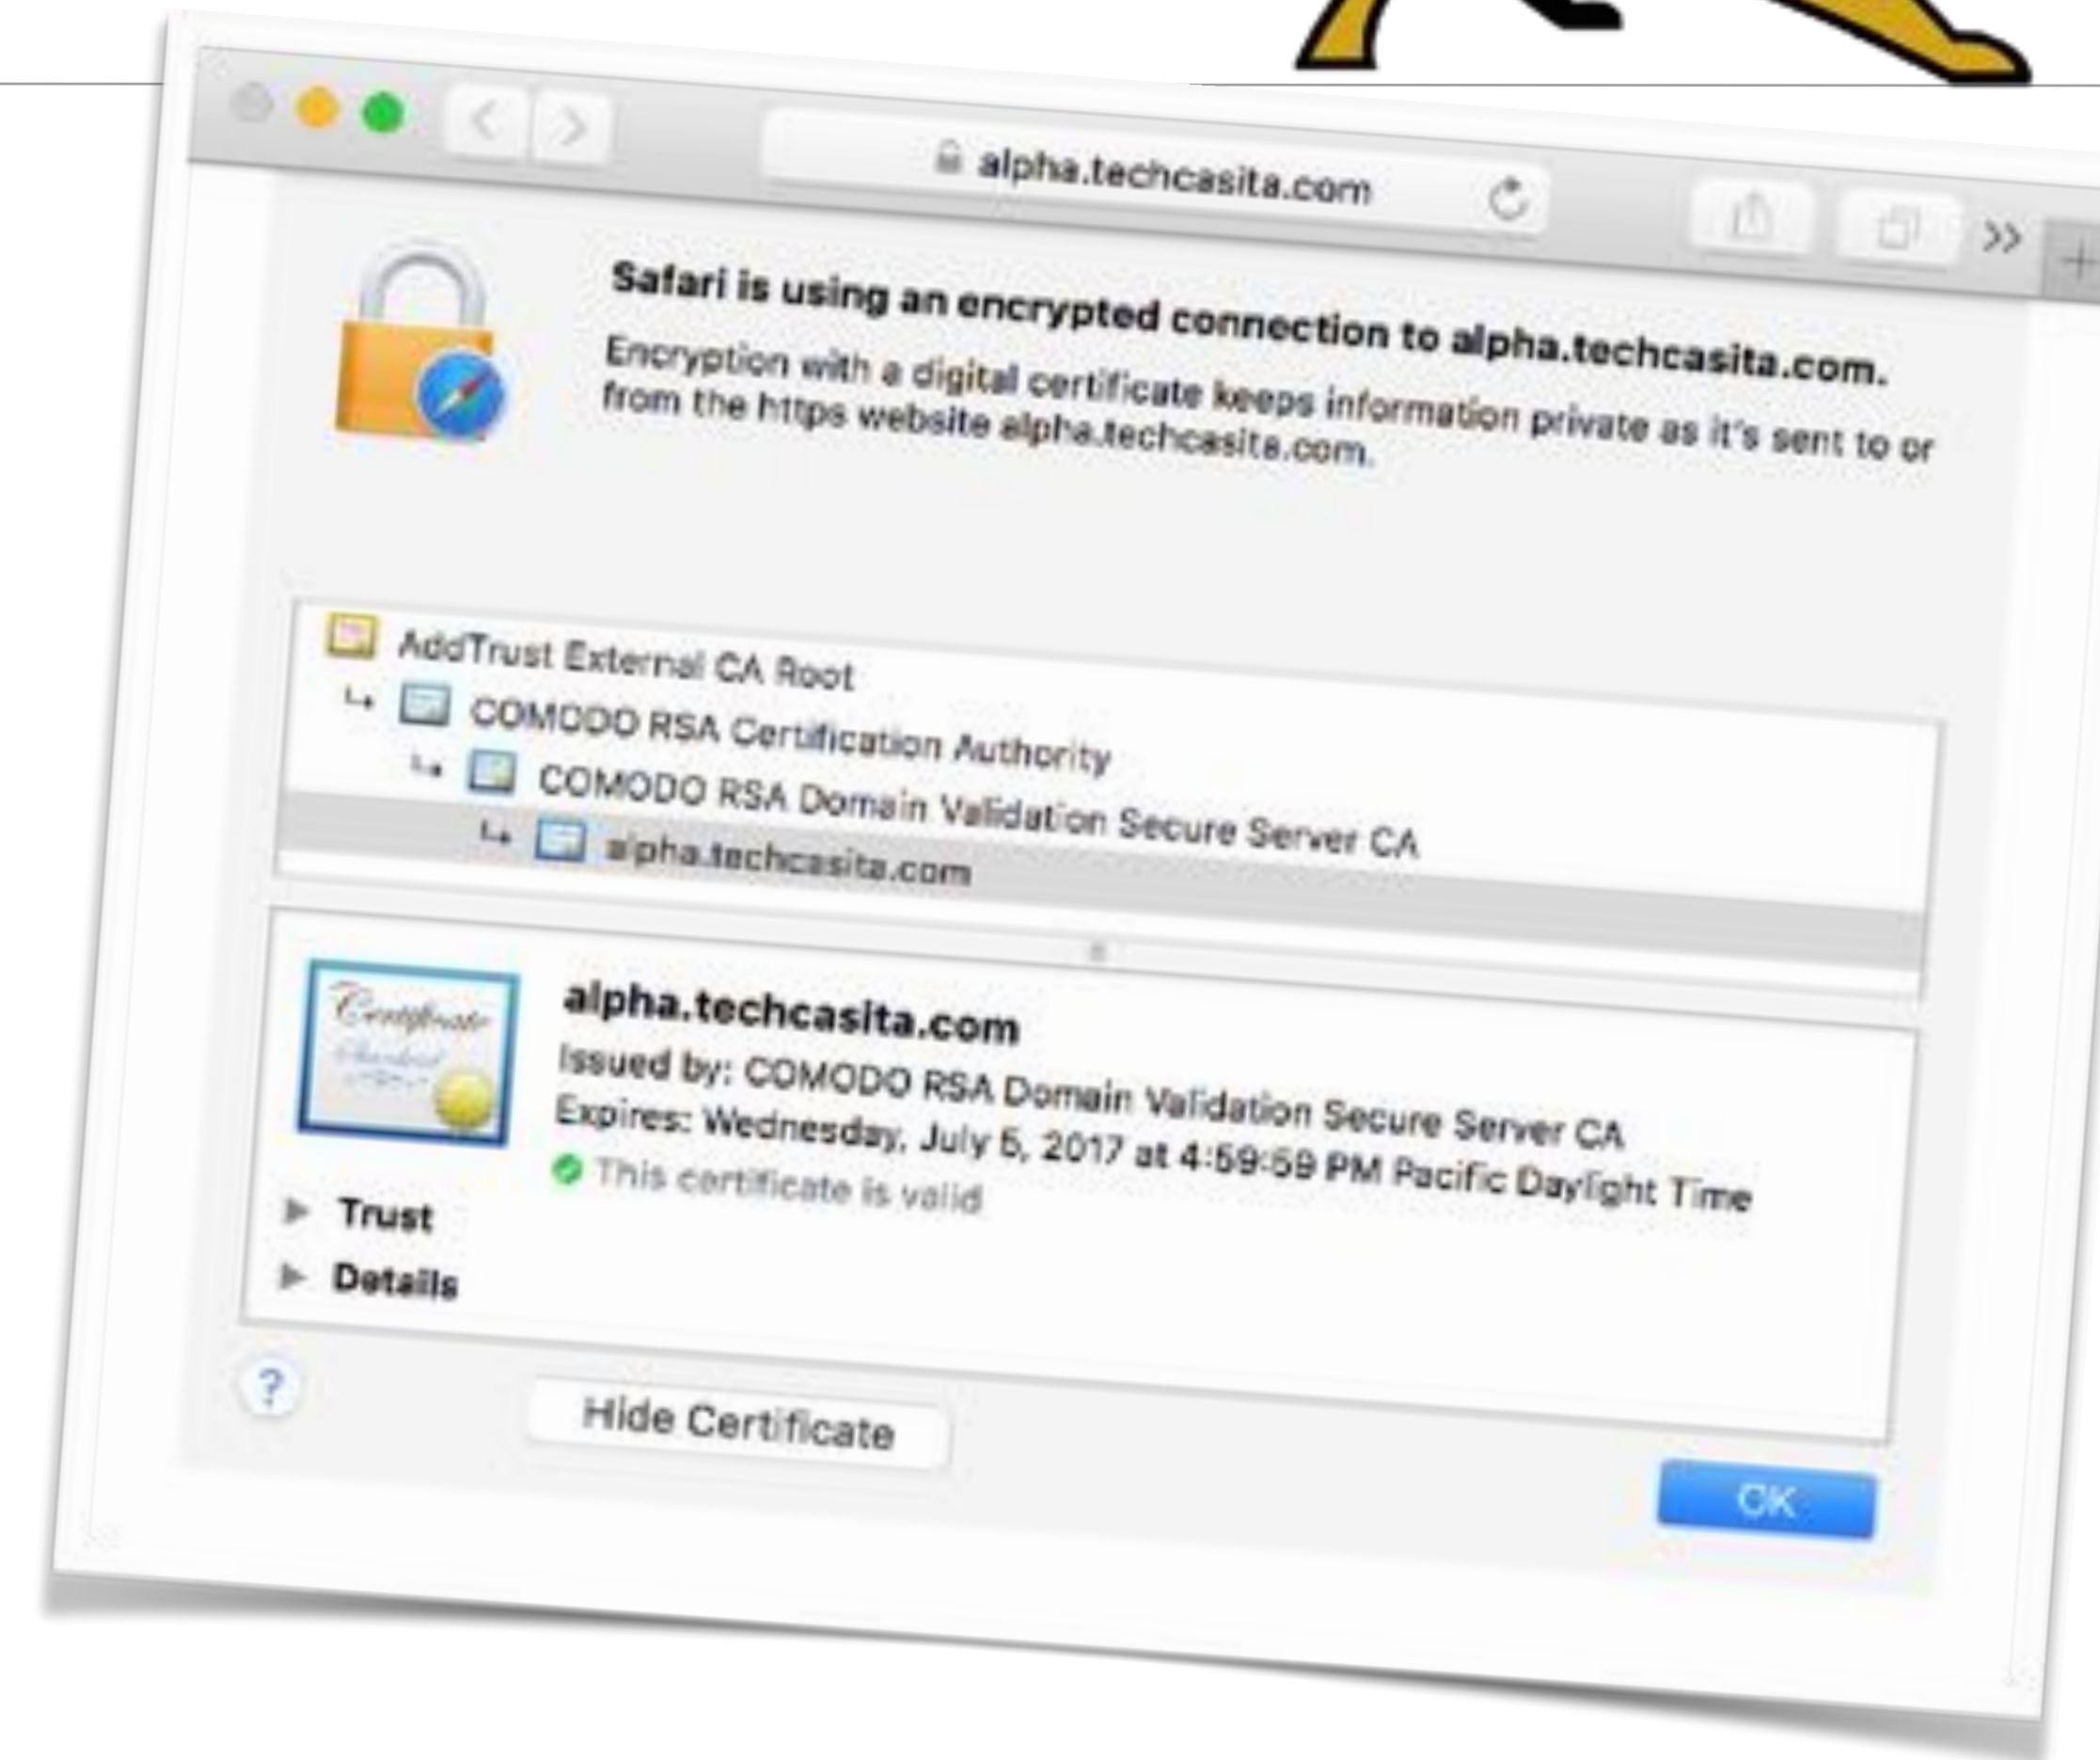 alpha.techcasita.com
Safari is using an encrypted connection to alpha.techcasita.com.
Encryption with a digital certificate keeps information private as it's sent to or
from the https website alpha.techcasita.com.
AddTrust External CA Root
COMODO RSA Certification Authority
COMODO RSA Domain Validation Secure Server CA
alpha.techcasita.com
Certificate
alpha.techcasita.com
Issued by: COMODO RSA Domain Validation Secure Server CA
Expires: Wednesday, July 5, 2017 at 4:59:59 PM Pacific Daylight Time
This certificate is valid
Trust
Details
?
Hide Certificate
OK